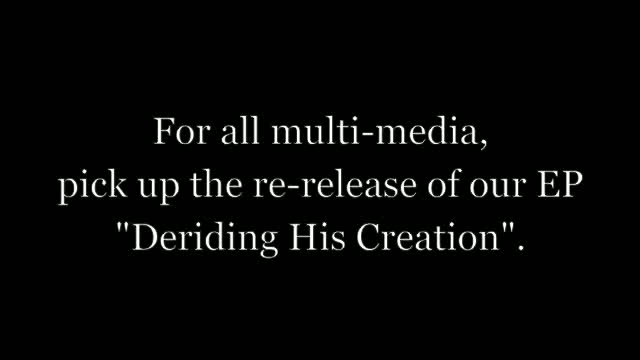 For all multi-media,
pick up the re-release of our EP
"Deriding His Creation".